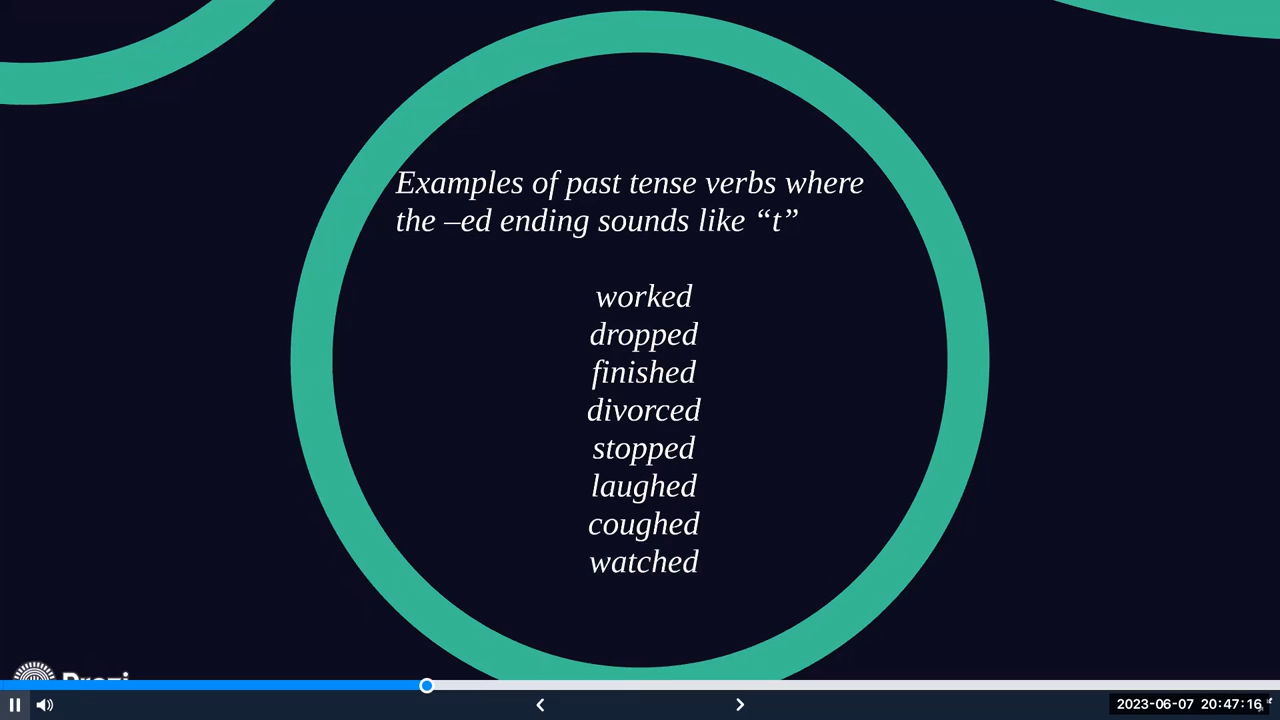 Examples of past tense verbs where
the –ed ending sounds like “t”
worked
dropped
finished
divorced
stopped
laughed
coughed
watched
Prezi
2023-06-07 20:47:16